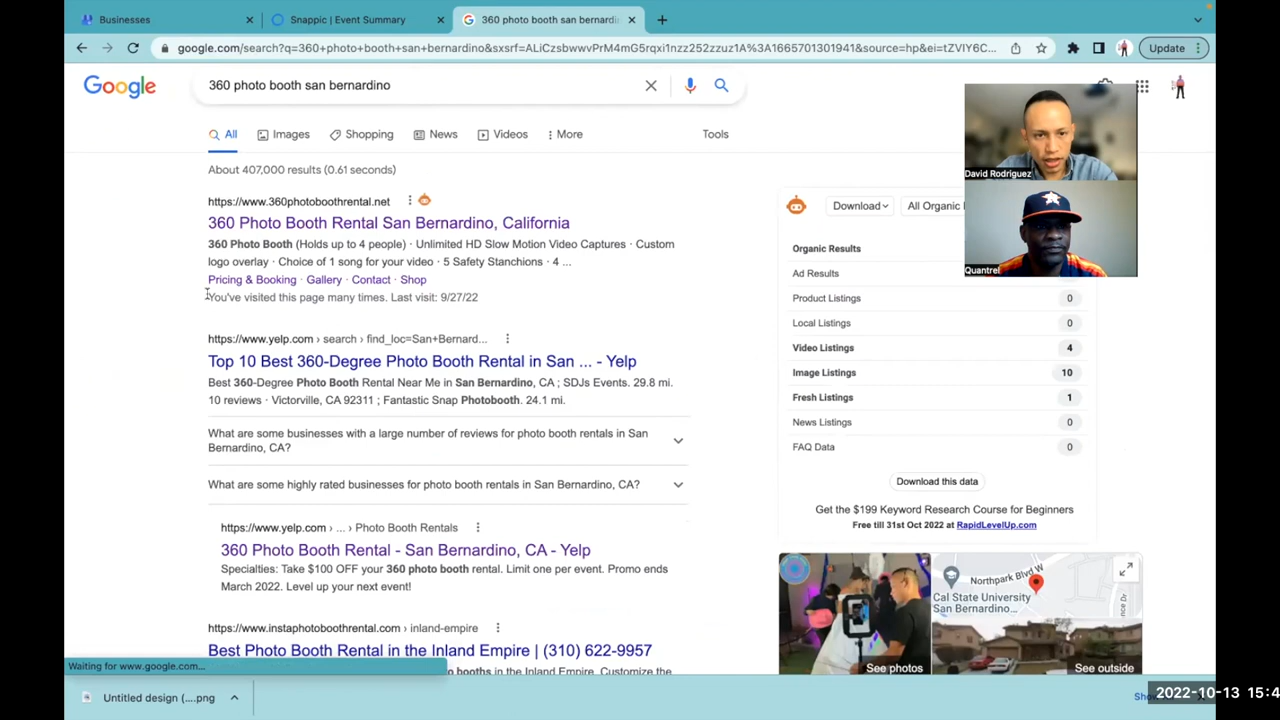 Businesses
Snappic | Event Summary
360 photo booth san bernardi
google.com/search?q=360+photo+booth+san+bernardino&sxsrf=ALiCzsbwwvPrM4mG5rqxi1nzz252zzuz1A%3A1665701301941&source=hp&ei=tZVIY6C...
Update
Google
360 photo booth san bernardino
All
Images
Shopping
News
Videos
More
Tools
About 407,000 results (0.61 seconds)
https://www.360photoboothrental.net
360 Photo Booth Rental San Bernardino, California
360 Photo Booth (Holds up to 4 people) · Unlimited HD Slow Motion Video Captures · Custom
logo overlay · Choice of 1 song for your video · 5 Safety Stanchions · 4 ...
Pricing & Booking · Gallery · Contact · Shop
You've visited this page many times. Last visit: 9/27/22
https://www.yelp.com › search › find_loc=San+Bernard...
Top 10 Best 360-Degree Photo Booth Rental in San ... - Yelp
Best 360-Degree Photo Booth Rental Near Me in San Bernardino, CA ; SDJs Events. 29.8 mi.
10 reviews · Victorville, CA 92311 ; Fantastic Snap Photobooth. 24.1 mi.
What are some businesses with a large number of reviews for photo booth rentals in San
Bernardino, CA?
What are some highly rated businesses for photo booth rentals in San Bernardino, CA?
https://www.yelp.com › ... › Photo Booth Rentals
360 Photo Booth Rental - San Bernardino, CA - Yelp
Specialties: Take $100 OFF your 360 photo booth rental. Limit one per event. Promo ends
March 2022. Level up your next event!
https://www.instaphotoboothrental.com › inland-empire
Best Photo Booth Rental in the Inland Empire | (310) 622-9957
booths in the Inland Empire. Customize the
David Rodriguez
Quantrel
Download
All Organic
Organic Results
Ad Results
Product Listings 0
Local Listings 0
Video Listings 4
Image Listings 10
Fresh Listings 1
News Listings 0
FAQ Data 0
Download this data
Get the $199 Keyword Research Course for Beginners
Free till 31st Oct 2022 at RapidLevelUp.com
Northpark Blvd W
Cal State University
San Bernardino...
See photos
See outside
Waiting for www.google.com...
Untitled design (....png
2022-10-13 15:4